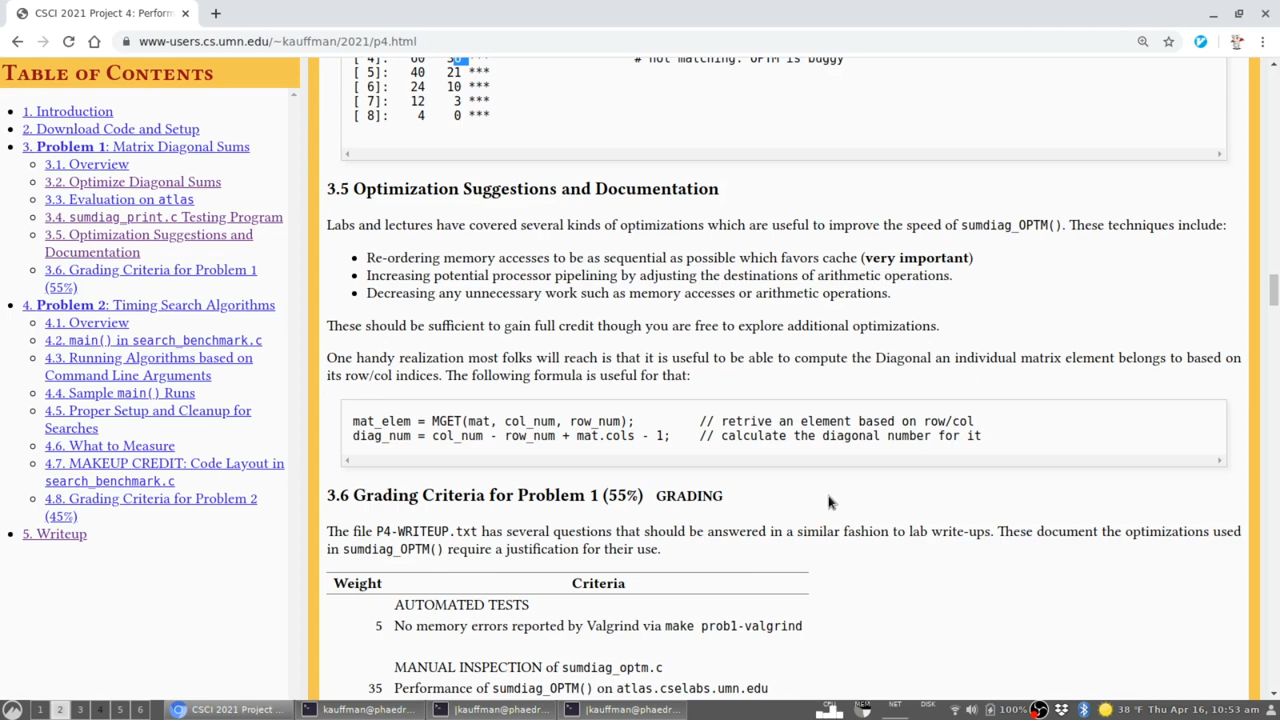 CSCI 2021 Project 4: Perform
www-users.cs.umn.edu/~kauffman/2021/p4.html
Table of Contents
1. Introduction
2. Download Code and Setup
3. Problem 1: Matrix Diagonal Sums
3.1. Overview
3.2. Optimize Diagonal Sums
3.3. Evaluation on atlas
3.4. sumdiag_print.c Testing Program
3.5. Optimization Suggestions and
Documentation
3.6. Grading Criteria for Problem 1
(55%)
4. Problem 2: Timing Search Algorithms
4.1. Overview
4.2. main() in search_benchmark.c
4.3. Running Algorithms based on
Command Line Arguments
4.4. Sample main() Runs
4.5. Proper Setup and Cleanup for
Searches
4.6. What to Measure
4.7. MAKEUP CREDIT: Code Layout in
search_benchmark.c
4.8. Grading Criteria for Problem 2
(45%)
5. Writeup
[ 4]: 60 *** # not matching: OPTM is buggy
[ 5]: 40 21 ***
[ 6]: 24 10 ***
[ 7]: 12 3 ***
[ 8]: 4 0 ***
3.5 Optimization Suggestions and Documentation
Labs and lectures have covered several kinds of optimizations which are useful to improve the speed of sumdiag_OPTM(). These techniques include:
Re-ordering memory accesses to be as sequential as possible which favors cache (very important)
Increasing potential processor pipelining by adjusting the destinations of arithmetic operations.
Decreasing any unnecessary work such as memory accesses or arithmetic operations.
These should be sufficient to gain full credit though you are free to explore additional optimizations.
One handy realization most folks will reach is that it is useful to be able to compute the Diagonal an individual matrix element belongs to based on
its row/col indices. The following formula is useful for that:
mat_elem = MGET(mat, col_num, row_num); // retrive an element based on row/col
diag_num = col_num - row_num + mat.cols - 1; // calculate the diagonal number for it
3.6 Grading Criteria for Problem 1 (55%) GRADING
The file P4-WRITEUP.txt has several questions that should be answered in a similar fashion to lab write-ups. These document the optimizations used
in sumdiag_OPTM() require a justification for their use.
Weight Criteria
AUTOMATED TESTS
5 No memory errors reported by Valgrind via make prob1-valgrind
MANUAL INSPECTION of sumdiag_optm.c
35 Performance of sumdiag_OPTM() on atlas.cselabs.umn.edu
1 2 3 4 5 6 CSCI 2021 Project ... kauffman@phaedr... [kauffman@phaedr... [kauffman@phaedr... CPU MEM NET DISK 100% 38 °F Thu Apr 16, 10:53 am